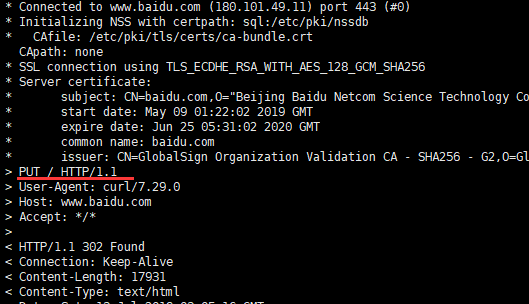 * Connected to www.baidu.com (180.101.49.11) port 443 (#0)
* Initializing NSS with certpath: sql:/etc/pki/nssdb
*   CAfile: /etc/pki/tls/certs/ca-bundle.crt
  CApath: none
* SSL connection using TLS_ECDHE_RSA_WITH_AES_128_GCM_SHA256
* Server certificate:
*       subject: CN=baidu.com,O="Beijing Baidu Netcom Science Technology Co
*       start date: May 09 01:22:02 2019 GMT
*       expire date: Jun 25 05:31:02 2020 GMT
*       common name: baidu.com
*       issuer: CN=GlobalSign Organization Validation CA - SHA256 - G2,O=Gl
> PUT / HTTP/1.1
> User-Agent: curl/7.29.0
> Host: www.baidu.com
> Accept: */*
>
< HTTP/1.1 302 Found
< Connection: Keep-Alive
< Content-Length: 17931
< Content-Type: text/html